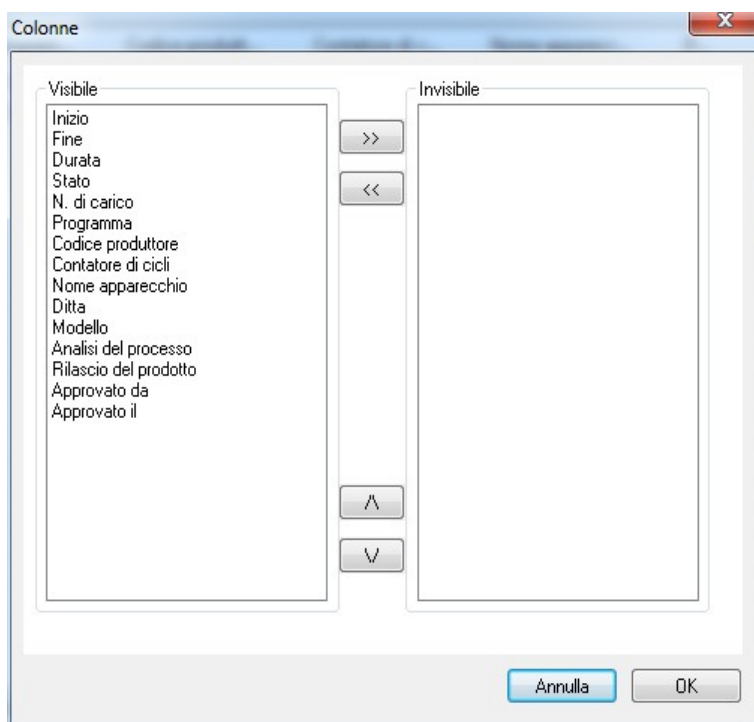 Colonne
X
Visibile
Inizio
Fine
Durata
Stato
N. di carico
Programma
Codice produttore
Contatore di cicli
Nome apparecchio
Ditta
Modello
Analisi del processo
Rilascio del prodotto
Approvato da
Approvato il
>>
<<
/\
\/
Invisibile
Annulla
OK